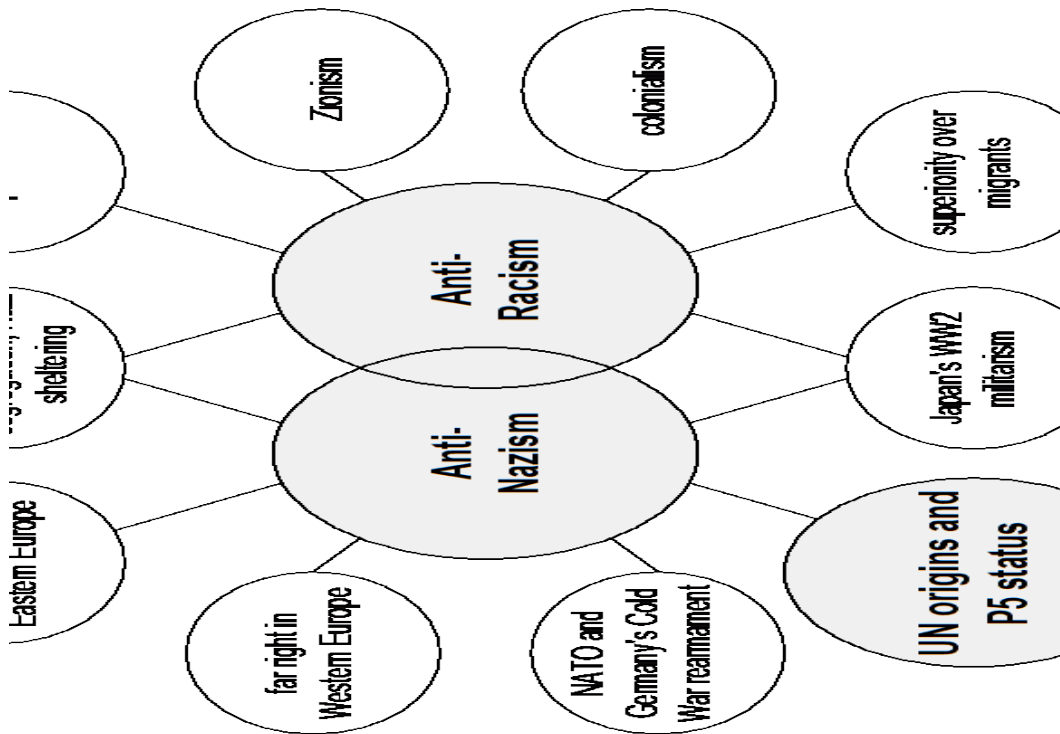 Eastern Europe
sheltering
far right in
Western Europe
Zionism
Anti-
Nazism
Anti-
Racism
NATO and
Germany's Cold
War rearmament
colonialism
UN origins and
P5 status
Japan's WW2
militarism
superiority over
migrants